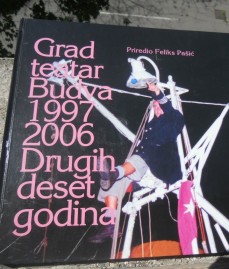 Grad
teatar
Budva
1997
2006
Drugih
deset
godina
Priredio Feliks Pašić